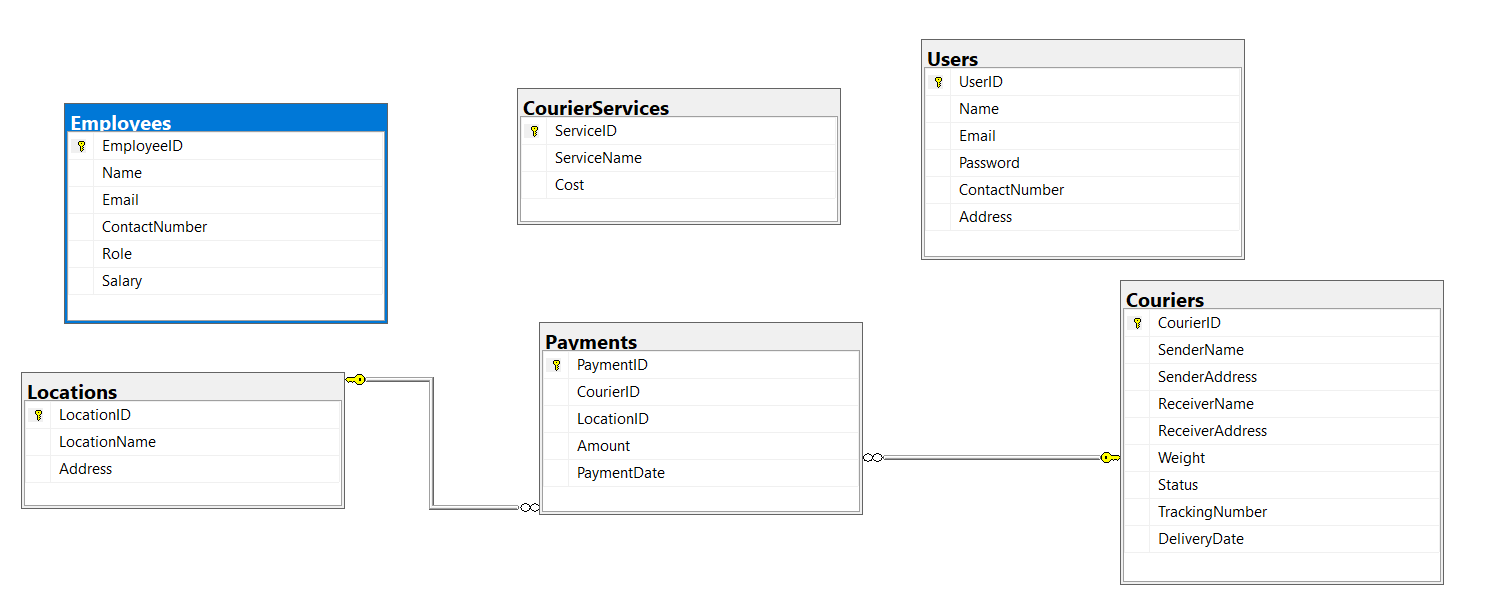 Employees
EmployeeID
Name
Email
ContactNumber
Role
Salary
CourierServices
ServiceID
ServiceName
Cost
Users
UserID
Name
Email
Password
ContactNumber
Address
Locations
LocationID
LocationName
Address
Payments
PaymentID
CourierID
LocationID
Amount
PaymentDate
Couriers
CourierID
SenderName
SenderAddress
ReceiverName
ReceiverAddress
Weight
Status
TrackingNumber
DeliveryDate